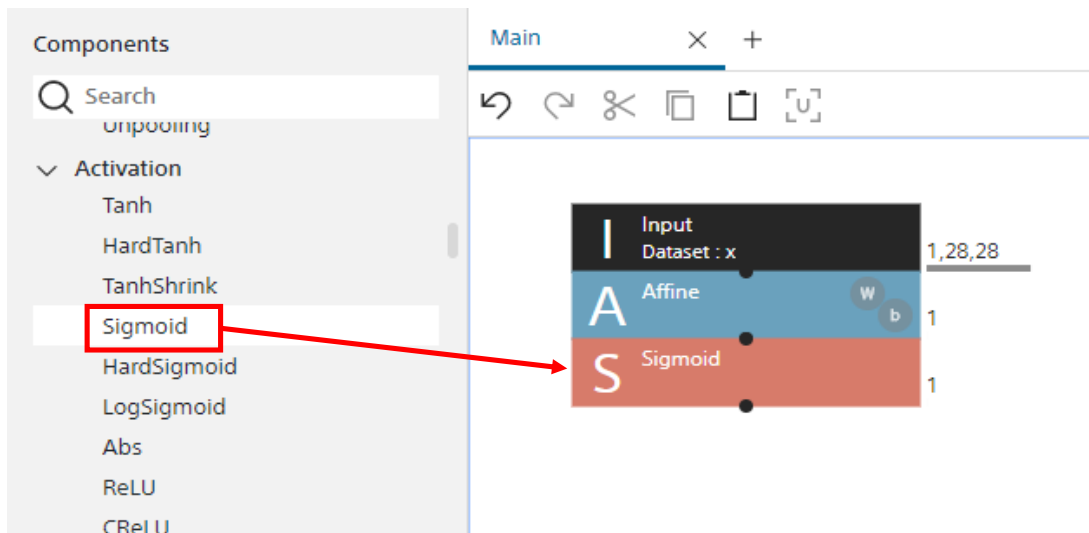 Components
Search
Unpooling
Activation
Tanh
HardTanh
TanhShrink
Sigmoid
HardSigmoid
LogSigmoid
Abs
ReLU
CReLU
Main
U
I
Input
Dataset : x
1,28,28
A
Affine
W
b
1
S
Sigmoid
1